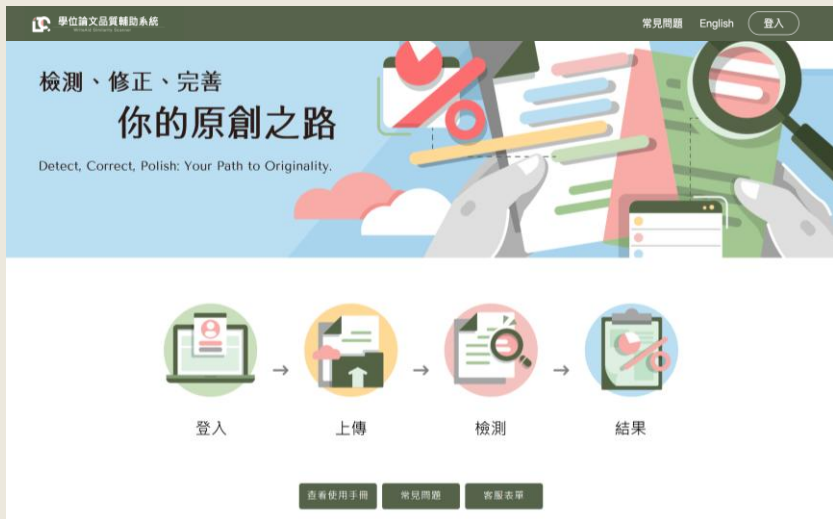 學位論文品質輔助系統
常見問題 English 登入
檢測、修正、完善
你的原創之路
Detect, Correct, Polish: Your Path to Originality.
登入 → 上傳 → 檢測 → 結果
查看使用手冊 常見問題 客服表單